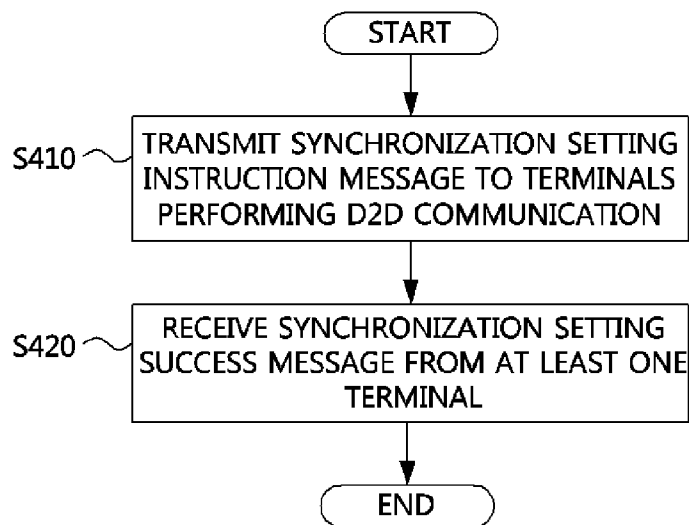 START
S410
TRANSMIT SYNCHRONIZATION SETTING
INSTRUCTION MESSAGE TO TERMINALS
PERFORMING D2D COMMUNICATION
S420
RECEIVE SYNCHRONIZATION SETTING
SUCCESS MESSAGE FROM AT LEAST ONE
TERMINAL
END